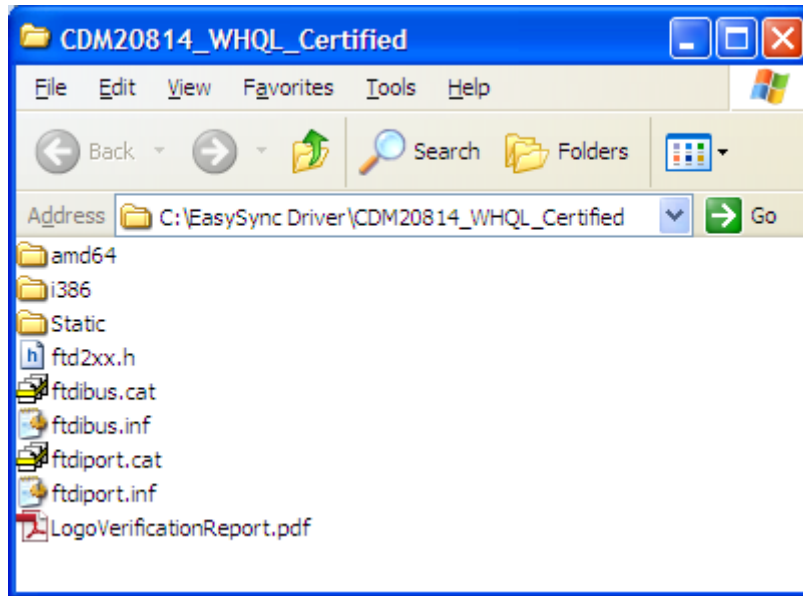 CDM20814_WHQL_Certified
File Edit View Favorites Tools Help
Back Search Folders
Address C:\EasySync Driver\CDM20814_WHQL_Certified Go
amd64
i386
Static
h ftd2xx.h
ftdibus.cat
ftdibus.inf
ftdiport.cat
ftdiport.inf
LogoVerificationReport.pdf